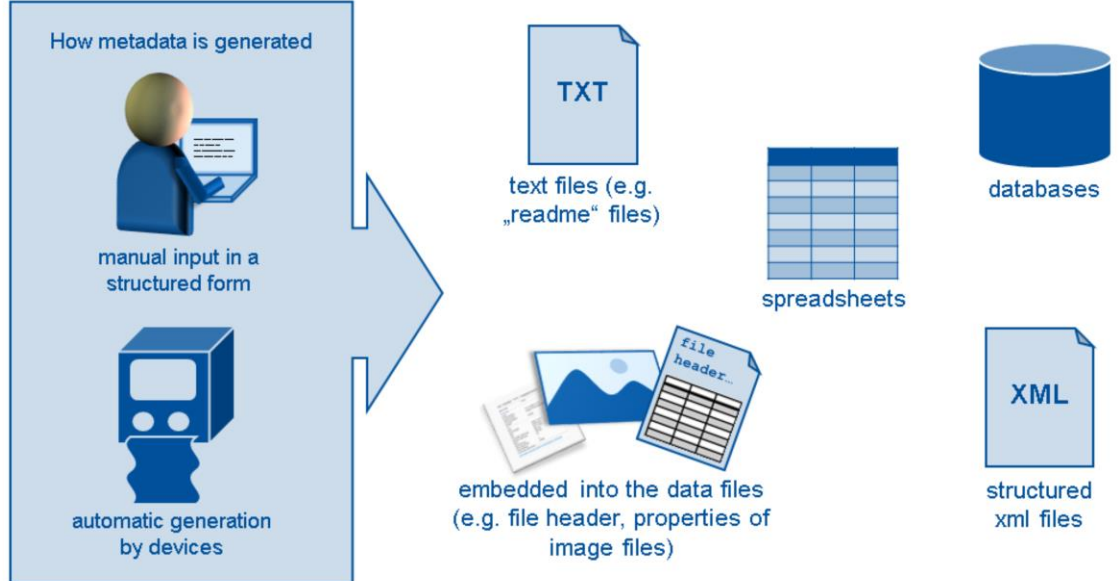 How metadata is generated
manual input in a
structured form
automatic generation
by devices
TXT
text files (e.g.
„readme“ files)
spreadsheets
databases
file
header…
embedded into the data files
(e.g. file header, properties of
image files)
XML
structured
xml files